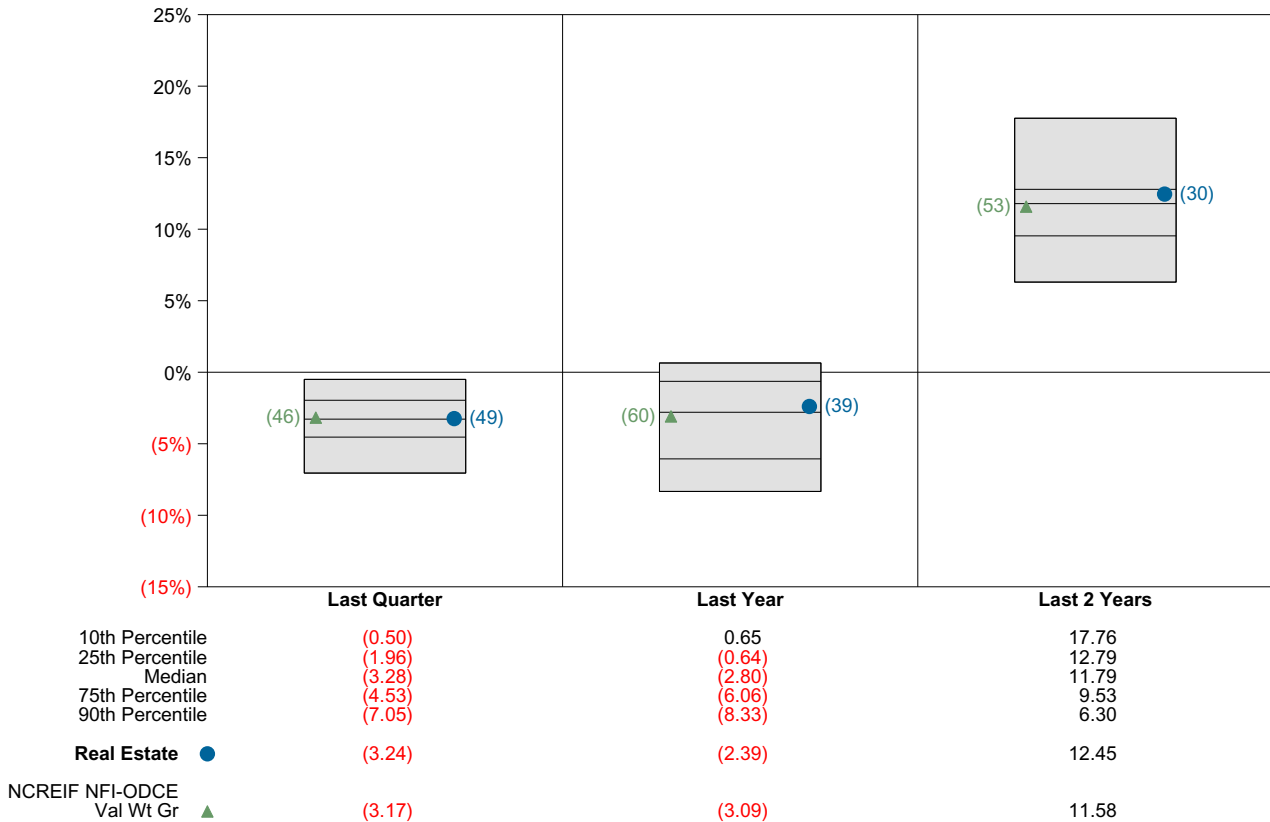 25%
20%
15%
10%
5%
0%
(5%)
(10%)
(15%)
(46)
(49)
(60)
(39)
(53)
(30)
Last Quarter Last Year Last 2 Years
10th Percentile (0.50) 0.65 17.76
25th Percentile (1.96) (0.64) 12.79
Median (3.28) (2.80) 11.79
75th Percentile (4.53) (6.06) 9.53
90th Percentile (7.05) (8.33) 6.30
Real Estate (3.24) (2.39) 12.45
NCREIF NFI-ODCE
Val Wt Gr (3.17) (3.09) 11.58